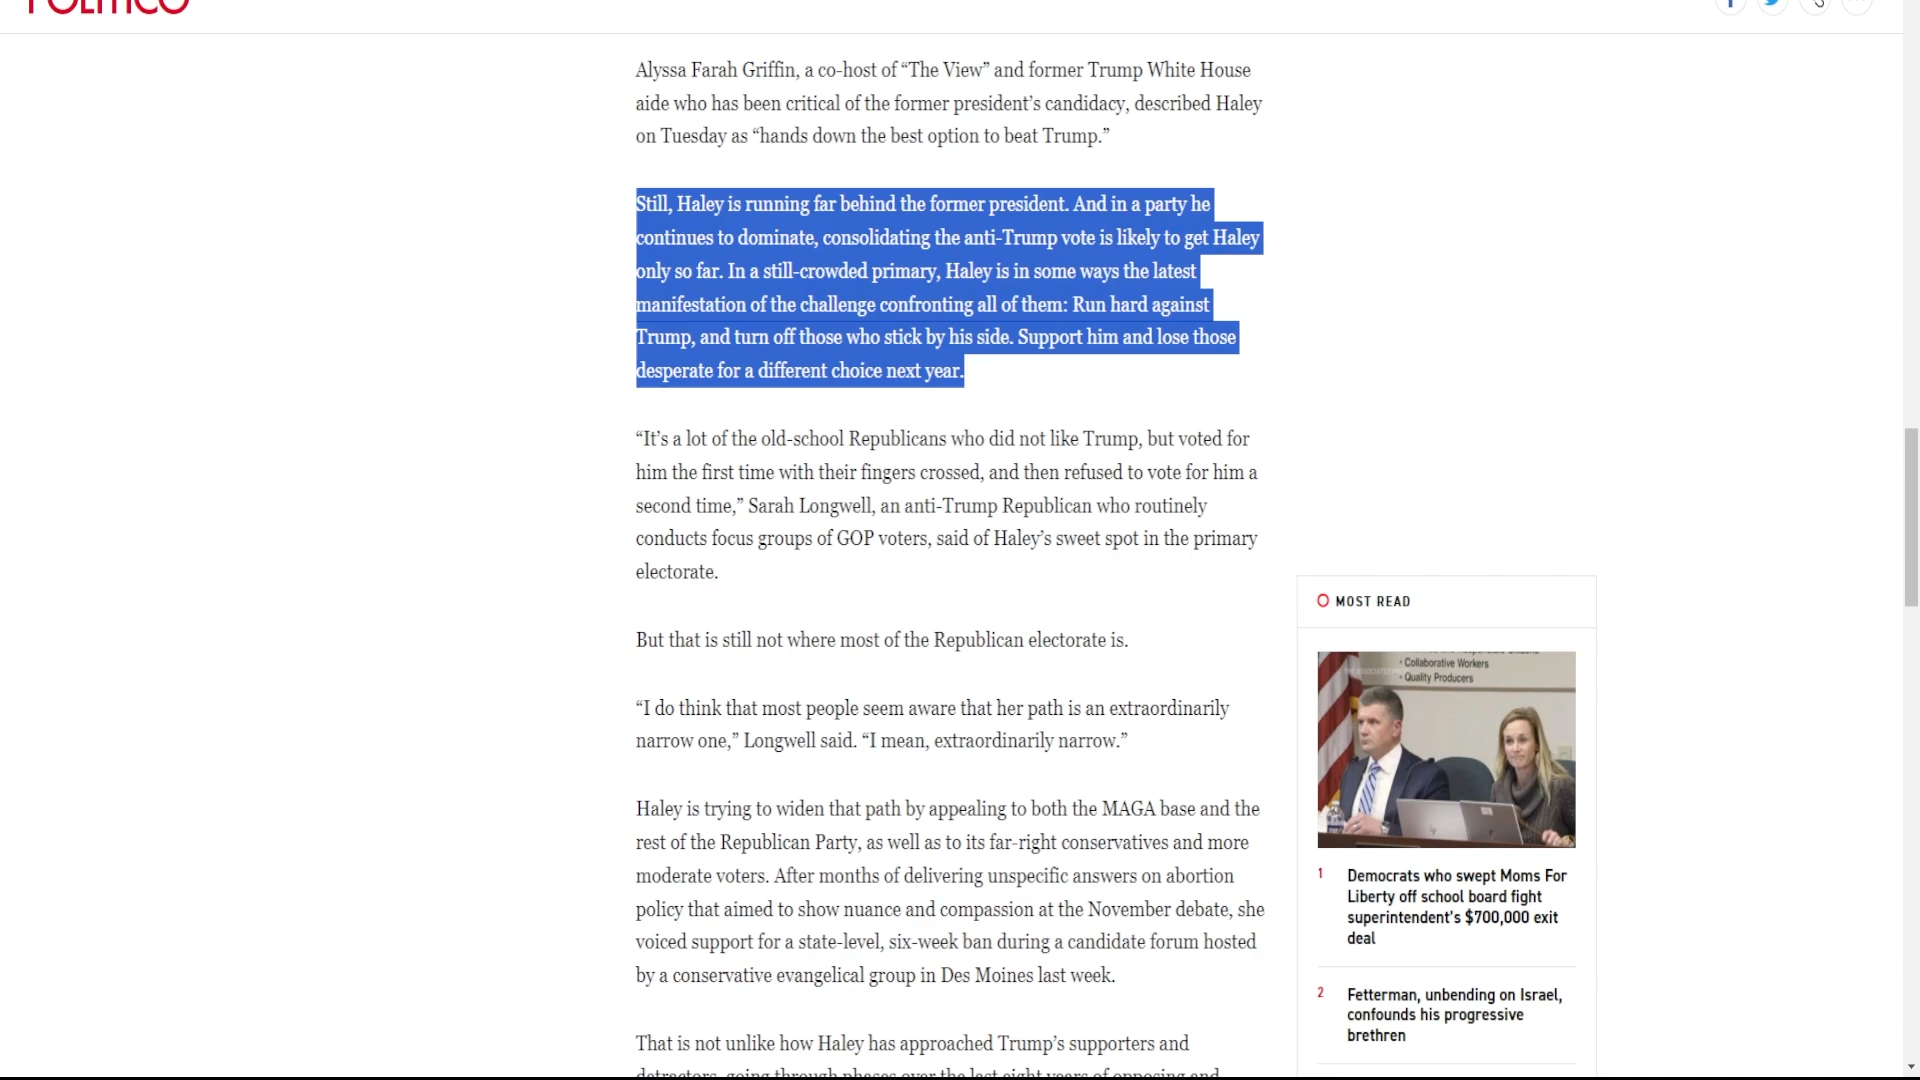 POLITICO
Alyssa Farah Griffin, a co-host of “The View” and former Trump White House
aide who has been critical of the former president’s candidacy, described Haley
on Tuesday as “hands down the best option to beat Trump.”
Still, Haley is running far behind the former president. And in a party he
continues to dominate, consolidating the anti-Trump vote is likely to get Haley
only so far. In a still-crowded primary, Haley is in some ways the latest
manifestation of the challenge confronting all of them: Run hard against
Trump, and turn off those who stick by his side. Support him and lose those
desperate for a different choice next year.
“It’s a lot of the old-school Republicans who did not like Trump, but voted for
him the first time with their fingers crossed, and then refused to vote for him a
second time,” Sarah Longwell, an anti-Trump Republican who routinely
conducts focus groups of GOP voters, said of Haley’s sweet spot in the primary
electorate.
But that is still not where most of the Republican electorate is.
“I do think that most people seem aware that her path is an extraordinarily
narrow one,” Longwell said. “I mean, extraordinarily narrow.”
Haley is trying to widen that path by appealing to both the MAGA base and the
rest of the Republican Party, as well as to its far-right conservatives and more
moderate voters. After months of delivering unspecific answers on abortion
policy that aimed to show nuance and compassion at the November debate, she
voiced support for a state-level, six-week ban during a candidate forum hosted
by a conservative evangelical group in Des Moines last week.
That is not unlike how Haley has approached Trump’s supporters and
detractors, going through phases over the last eight years of opposing and
MOST READ
• Collaborative Workers
• Quality Producers
1 Democrats who swept Moms For
Liberty off school board fight
superintendent’s $700,000 exit
deal
2 Fetterman, unbending on Israel,
confounds his progressive
brethren